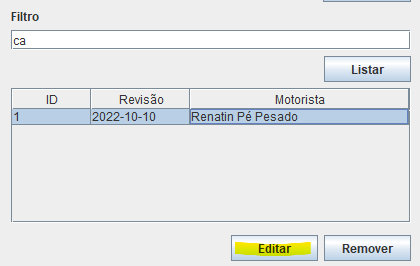 Filtro
ca
Listar
ID Revisão Motorista
1 2022-10-10 Renatin Pé Pesado
Editar Remover